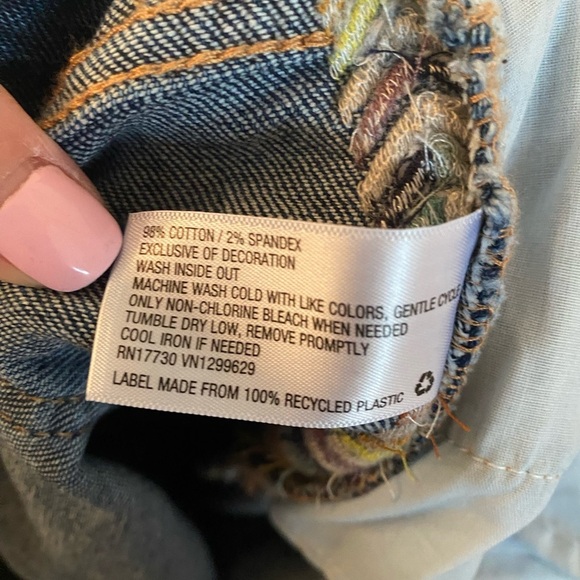 98% COTTON / 2% SPANDEX
EXCLUSIVE OF DECORATION
WASH INSIDE OUT
MACHINE WASH COLD WITH LIKE COLORS, GENTLE CYCLE
ONLY NON-CHLORINE BLEACH WHEN NEEDED
TUMBLE DRY LOW, REMOVE PROMPTLY
COOL IRON IF NEEDED
RN17730 VN1299629
LABEL MADE FROM 100% RECYCLED PLASTIC